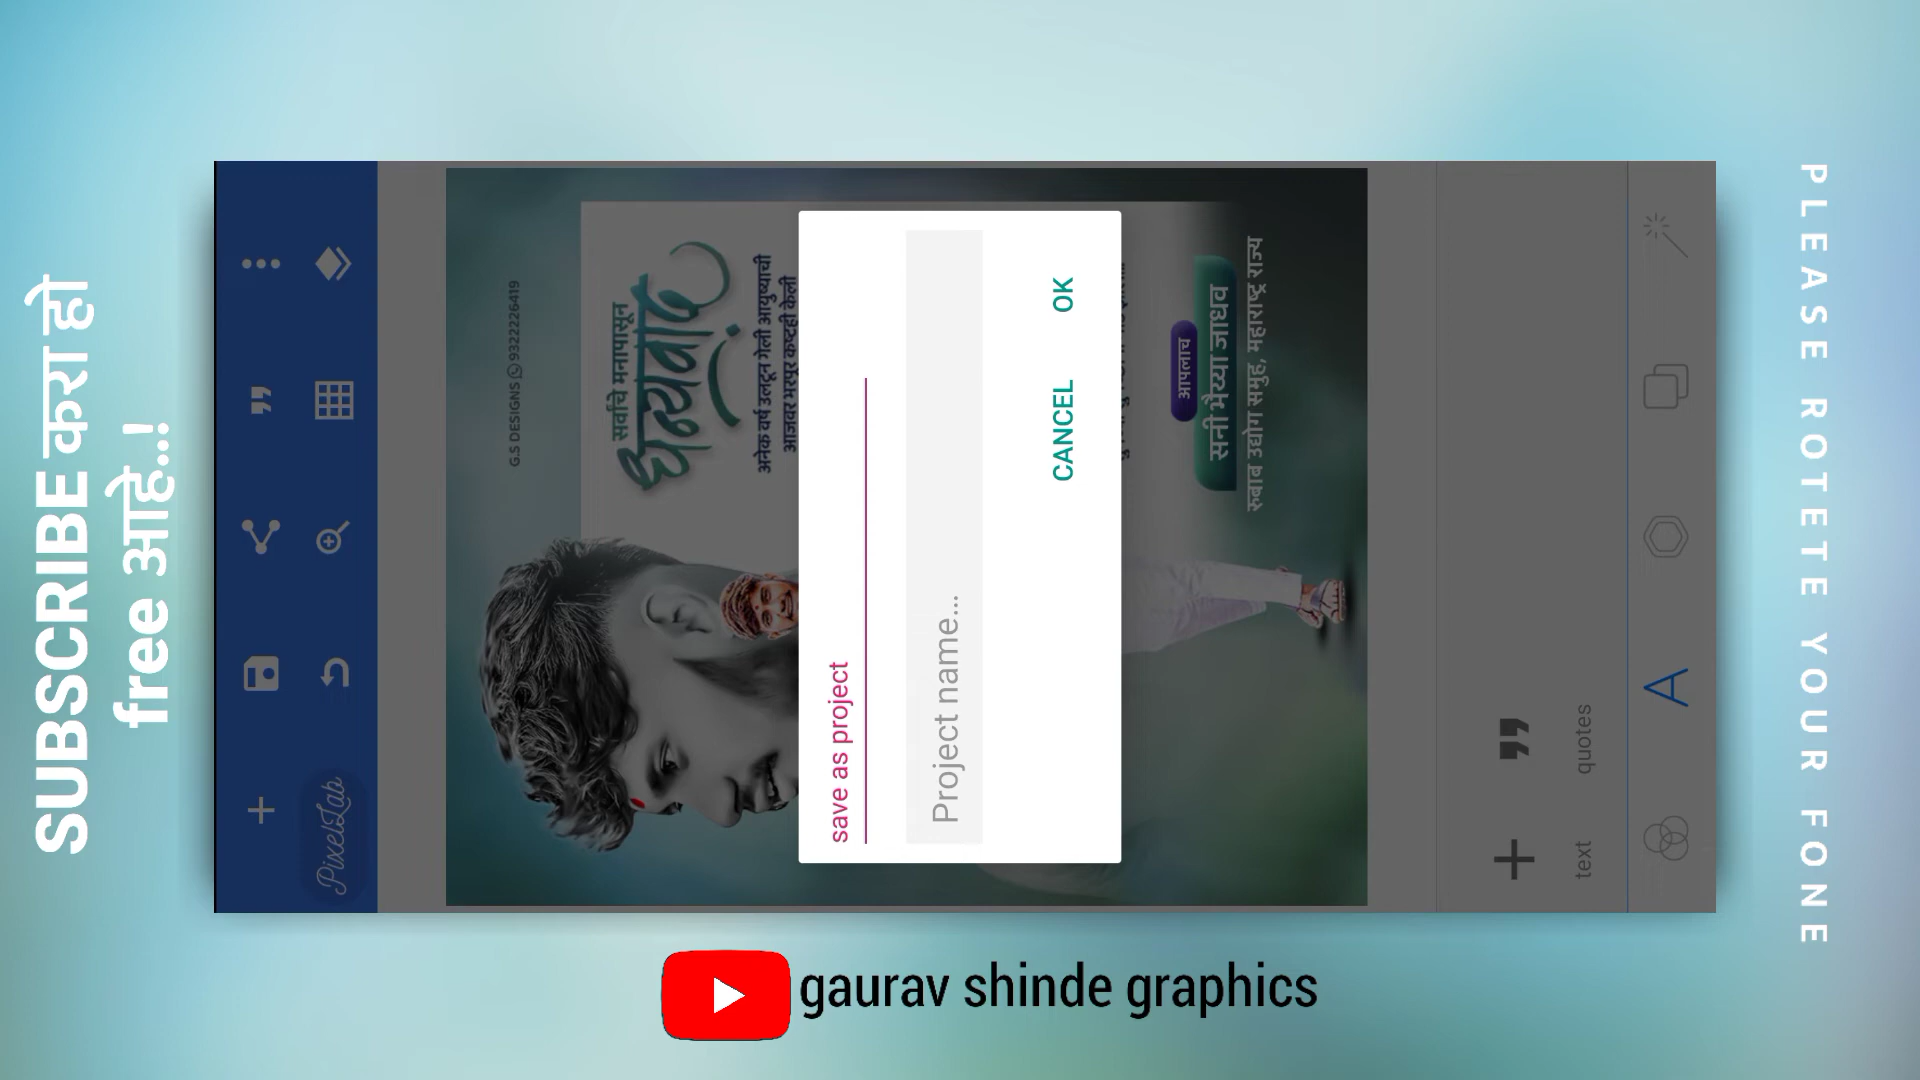 SUBSCRIBE करा हो
free आहे..!
PixelLab
G.S DESIGNS 9322226419
सर्वांचे मनापासून
धन्यवाद
अनेक वर्ष उलटून गेली आयुष्याची
आजवर भरपूर कष्टही केली
save as project
Project name...
CANCEL OK
आपलाच
सनी भैय्या जाधव
रुबाब उद्योग समुह, महाराष्ट्र राज्य
quotes
text
PLEASE ROTETE YOUR FONE
gaurav shinde graphics